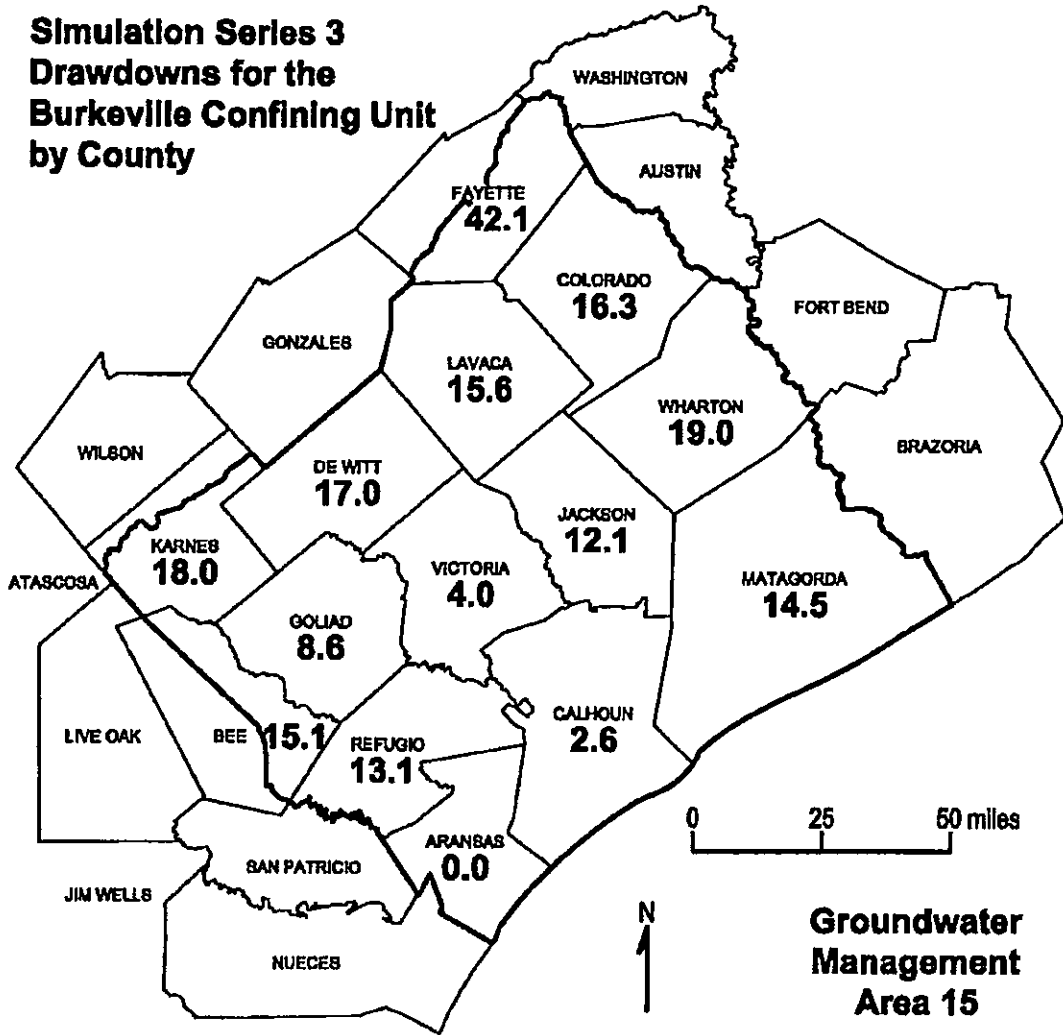 Simulation Series 3
Drawdowns for the
Burkeville Confining Unit
by County
WASHINGTON
AUSTIN
FAYETTE
42.1
COLORADO
16.3
FORT BEND
GONZALES
LAVACA
15.6
WHARTON
19.0
BRAZORIA
WILSON
DE WITT
17.0
JACKSON
12.1
KARNES
18.0
VICTORIA
4.0
MATAGORDA
14.5
ATASCOSA
GOLIAD
8.6
LIVE OAK
BEE
15.1
REFUGIO
13.1
CALHOUN
2.6
ARANSAS
0.0
SAN PATRICIO
JIM WELLS
NUECES
0 25 50 miles
N
Groundwater
Management
Area 15